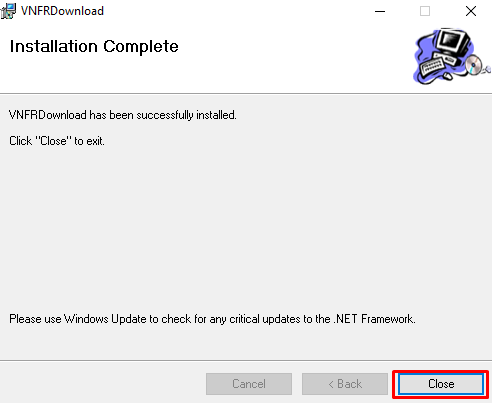 VNFRDownload
Installation Complete
VNFRDownload has been successfully installed.
Click "Close" to exit.
Please use Windows Update to check for any critical updates to the .NET Framework.
Cancel
< Back
Close